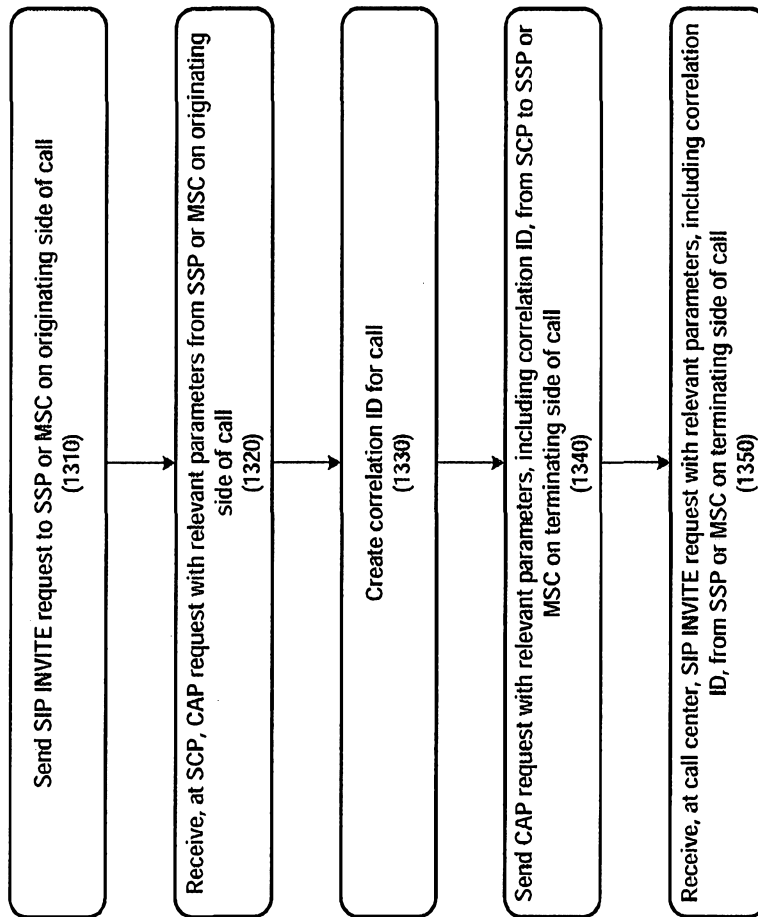 Send SIP INVITE request to SSP or MSC on originating side of call
(1310)
Receive, at SCP, CAP request with relevant parameters from SSP or MSC on originating
side of call
(1320)
Create correlation ID for call
(1330)
Send CAP request with relevant parameters, including correlation ID, from SCP to SSP or
MSC on terminating side of call
(1340)
Receive, at call center, SIP INVITE request with relevant parameters, including correlation
ID, from SSP or MSC on terminating side of call
(1350)